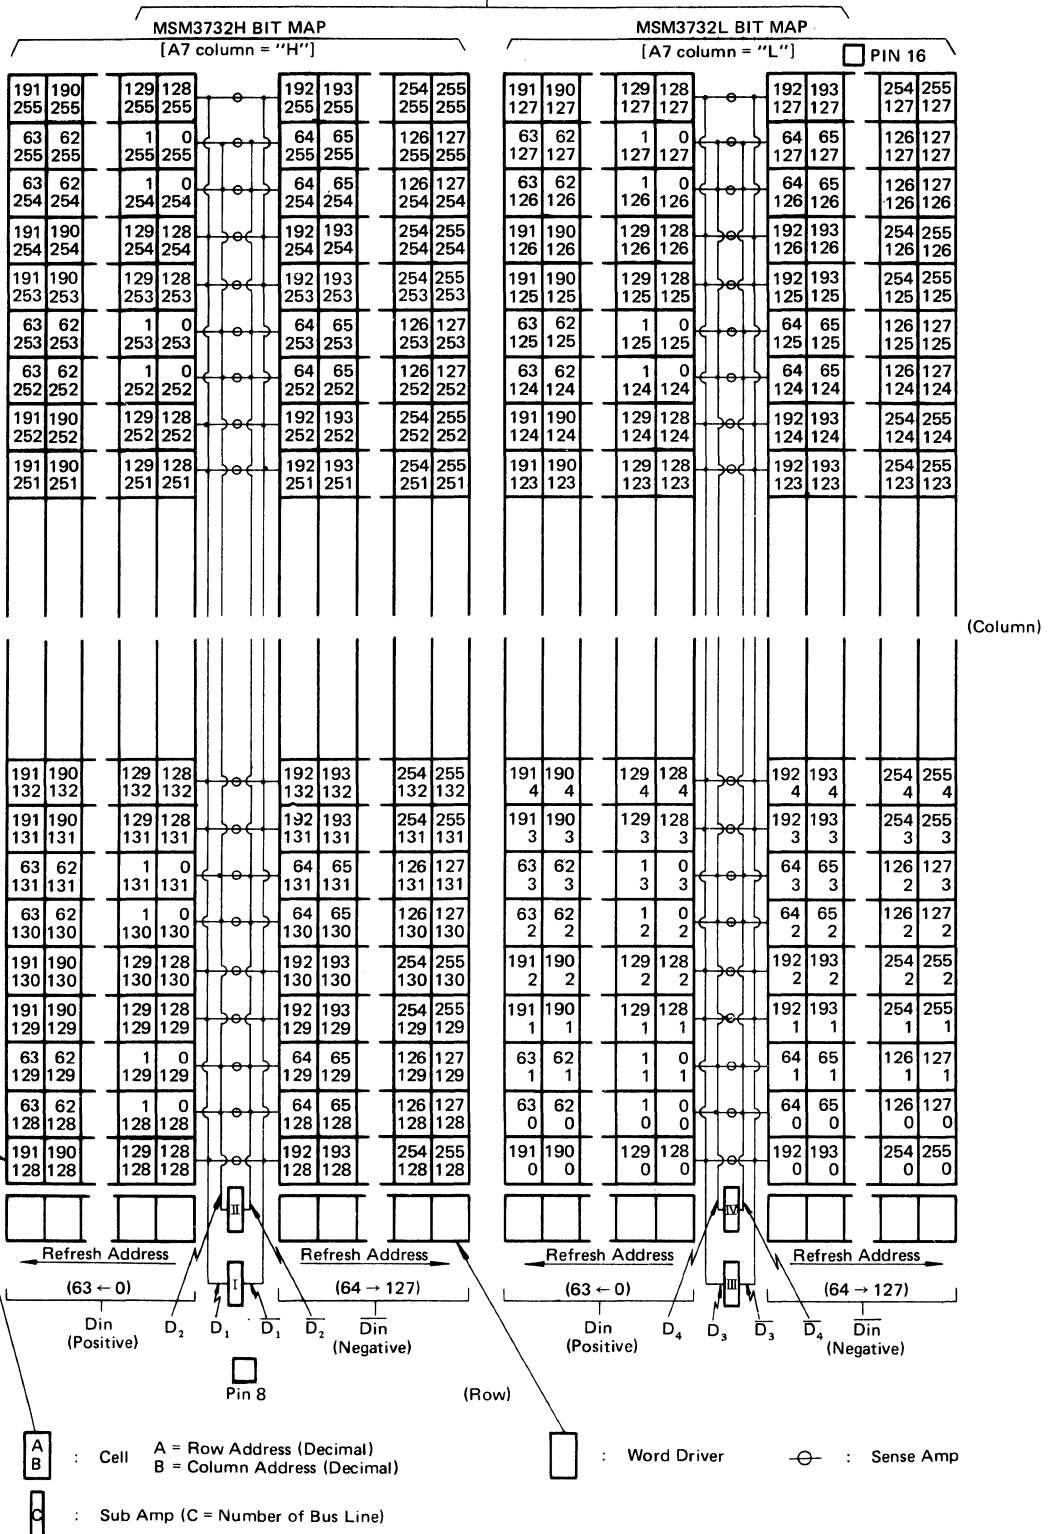 MSM3732H BIT MAP MSM3732L BIT MAP
[A7 column = "H"] [A7 column = "L"] PIN 16
191 190 129 128 192 193 254 255 191 190 129 128 192 193 254 255
255 255 255 255 255 255 255 255 127 127 127 127 127 127 127 127
63 62 1 0 64 65 126 127 63 62 1 0 64 65 126 127
255 255 255 255 255 255 255 255 127 127 127 127 127 127 127 127
63 62 1 0 64 65 126 127 63 62 1 0 64 65 126 127
254 254 254 254 254 254 254 254 126 126 126 126 126 126 126 126
191 190 129 128 192 193 254 255 191 190 129 128 192 193 254 255
254 254 254 254 254 254 254 254 126 126 126 126 126 126 126 126
191 190 129 128 192 193 254 255 191 190 129 128 192 193 254 255
253 253 253 253 253 253 253 253 125 125 125 125 125 125 125 125
63 62 1 0 64 65 126 127 63 62 1 0 64 65 126 127
253 253 253 253 253 253 253 253 125 125 125 125 125 125 125 125
63 62 1 0 64 65 126 127 63 62 1 0 64 65 126 127
252 252 252 252 252 252 252 252 124 124 124 124 124 124 124 124
191 190 129 128 192 193 254 255 191 190 129 128 192 193 254 255
252 252 252 252 252 252 252 252 124 124 124 124 124 124 124 124
191 190 129 128 192 193 254 255 191 190 129 128 192 193 254 255
251 251 251 251 251 251 251 251 123 123 123 123 123 123 123 123
(Column)
191 190 129 128 192 193 254 255 191 190 129 128 192 193 254 255
132 132 132 132 132 132 132 132 4 4 4 4 4 4 4 4
191 190 129 128 192 193 254 255 191 190 129 128 192 193 254 255
131 131 131 131 131 131 131 131 3 3 3 3 3 3 3 3
63 62 1 0 64 65 126 127 63 62 1 0 64 65 126 127
131 131 131 131 131 131 131 131 3 3 3 3 3 3 2 3
63 62 1 0 64 65 126 127 63 62 1 0 64 65 126 127
130 130 130 130 130 130 130 130 2 2 2 2 2 2 2 2
191 190 129 128 192 193 254 255 191 190 129 128 192 193 254 255
130 130 130 130 130 130 130 130 2 2 2 2 2 2 2 2
191 190 129 128 192 193 254 255 191 190 129 128 192 193 254 255
129 129 129 129 129 129 129 129 1 1 1 1 1 1 1 1
63 62 1 0 64 65 126 127 63 62 1 0 64 65 126 127
129 129 129 129 129 129 129 129 1 1 1 1 1 1 1 1
63 62 1 0 64 65 126 127 63 62 1 0 64 65 126 127
128 128 128 128 128 128 128 128 0 0 0 0 0 0 0 0
191 190 129 128 192 193 254 255 191 190 129 128 192 193 254 255
128 128 128 128 128 128 128 128 0 0 0 0 0 0 0 0
II IV
Refresh Address Refresh Address Refresh Address Refresh Address
(63 ← 0) I (64 → 127) (63 ← 0) III (64 → 127)
Din D₂ D₁ D̅₁ D̅₂ D̅i̅n̅ Din D₄ D₃ D̅₃ D̅₄ D̅i̅n̅
(Positive) (Negative) (Positive) (Negative)
Pin 8 (Row)
A B : Cell A = Row Address (Decimal) : Word Driver : Sense Amp
B = Column Address (Decimal)
C : Sub Amp (C = Number of Bus Line)